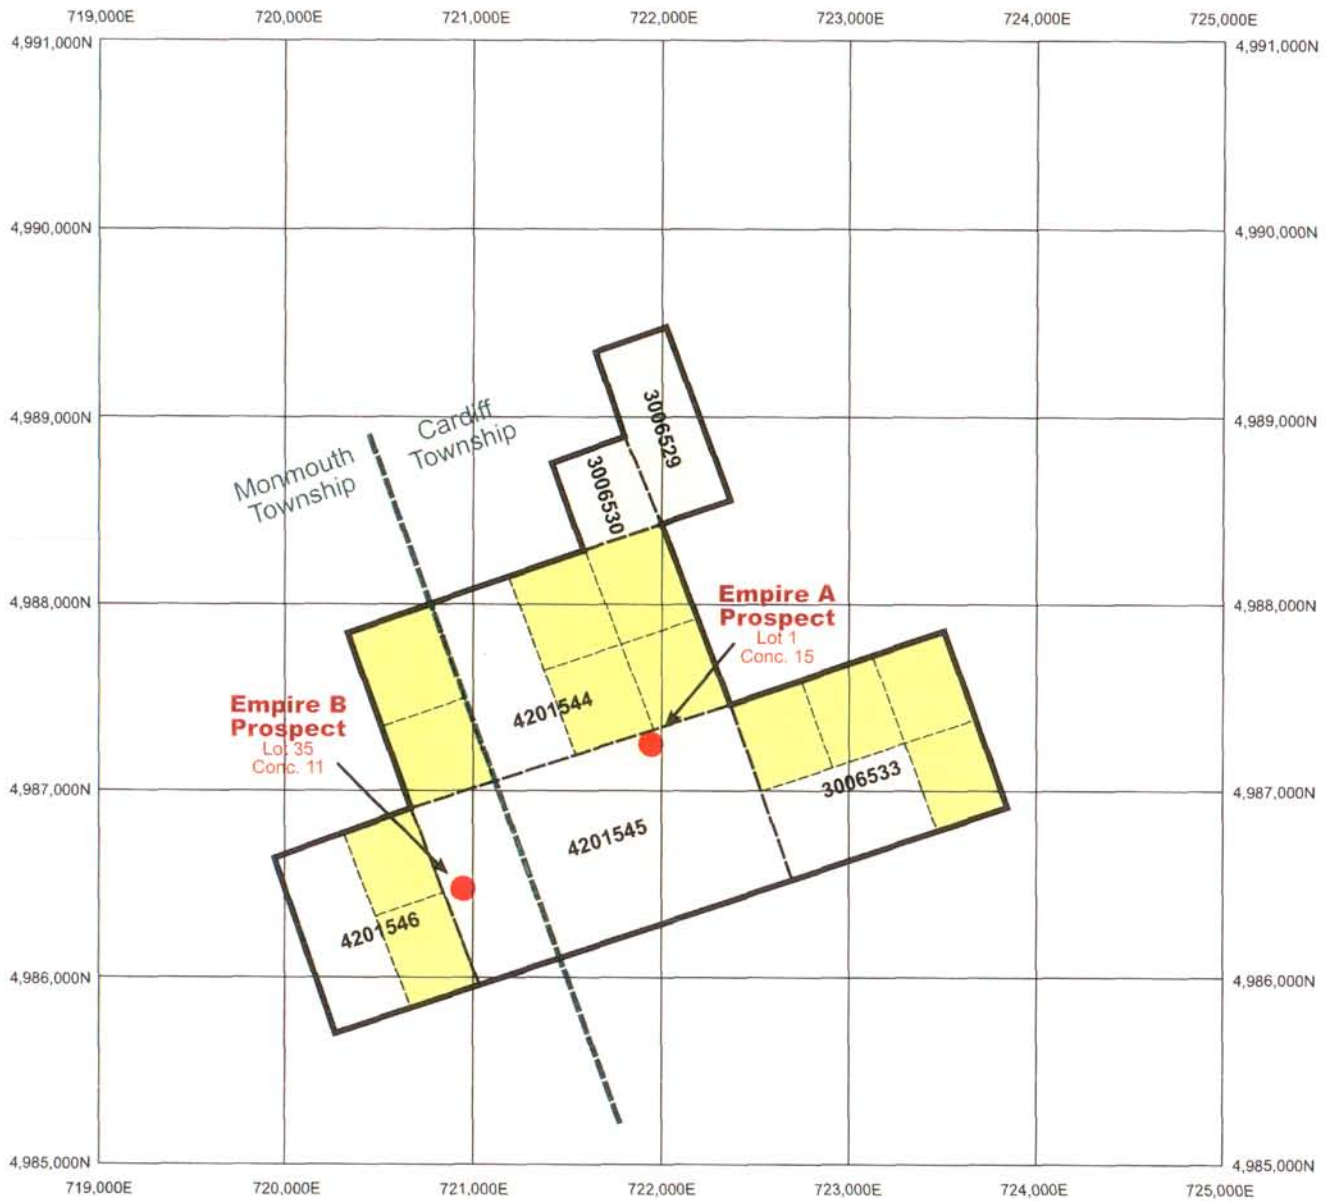 719,000E
720,000E
721,000E
722,000E
723,000E
724,000E
725,000E
4,991,000N
4,991,000N
4,990,000N
4,990,000N
4,989,000N
4,989,000N
Cardiff
Township
Monmouth
Township
3006529
3006530
4,988,000N
4,988,000N
Empire A
Prospect
Lot 1
Conc. 15
Empire B
Prospect
Lot 35
Conc. 11
4201544
3006533
4,987,000N
4,987,000N
4201545
4201546
4,986,000N
4,986,000N
4,985,000N
4,985,000N
719,000E
720,000E
721,000E
722,000E
723,000E
724,000E
725,000E